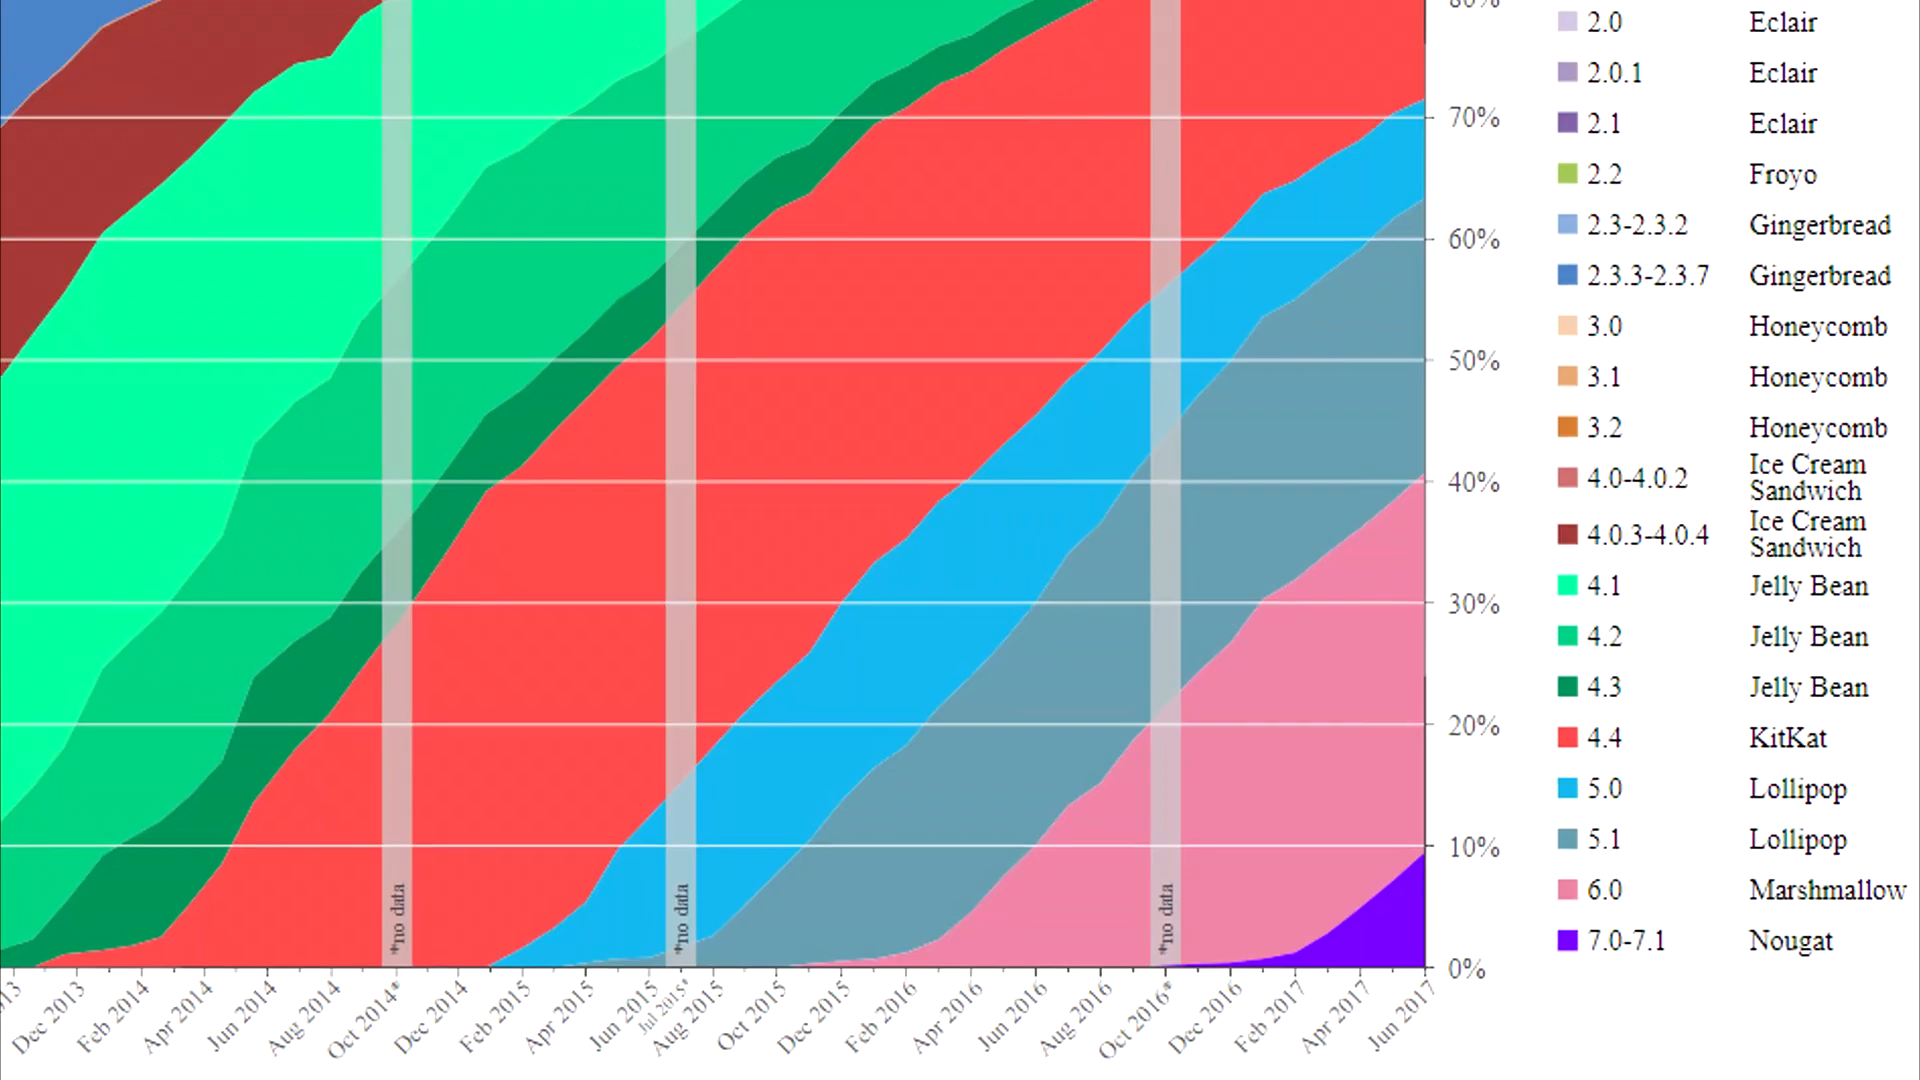 80%
2.0 Eclair
2.0.1 Eclair
70%
2.1 Eclair
2.2 Froyo
60%
2.3-2.3.2 Gingerbread
2.3.3-2.3.7 Gingerbread
3.0 Honeycomb
50%
3.1 Honeycomb
3.2 Honeycomb
40%
4.0-4.0.2 Ice Cream
Sandwich
4.0.3-4.0.4 Ice Cream
Sandwich
30%
4.1 Jelly Bean
4.2 Jelly Bean
4.3 Jelly Bean
20%
4.4 KitKat
5.0 Lollipop
10%
5.1 Lollipop
6.0 Marshmallow
*no data *no data *no data
7.0-7.1 Nougat
0%
013 Dec 2013 Feb 2014 Apr 2014 Jun 2014 Aug 2014 Oct 2014* Dec 2014 Feb 2015 Apr 2015 Jun 2015 Jul 2015* Aug 2015 Oct 2015 Dec 2015 Feb 2016 Apr 2016 Jun 2016 Aug 2016 Oct 2016* Dec 2016 Feb 2017 Apr 2017 Jun 2017